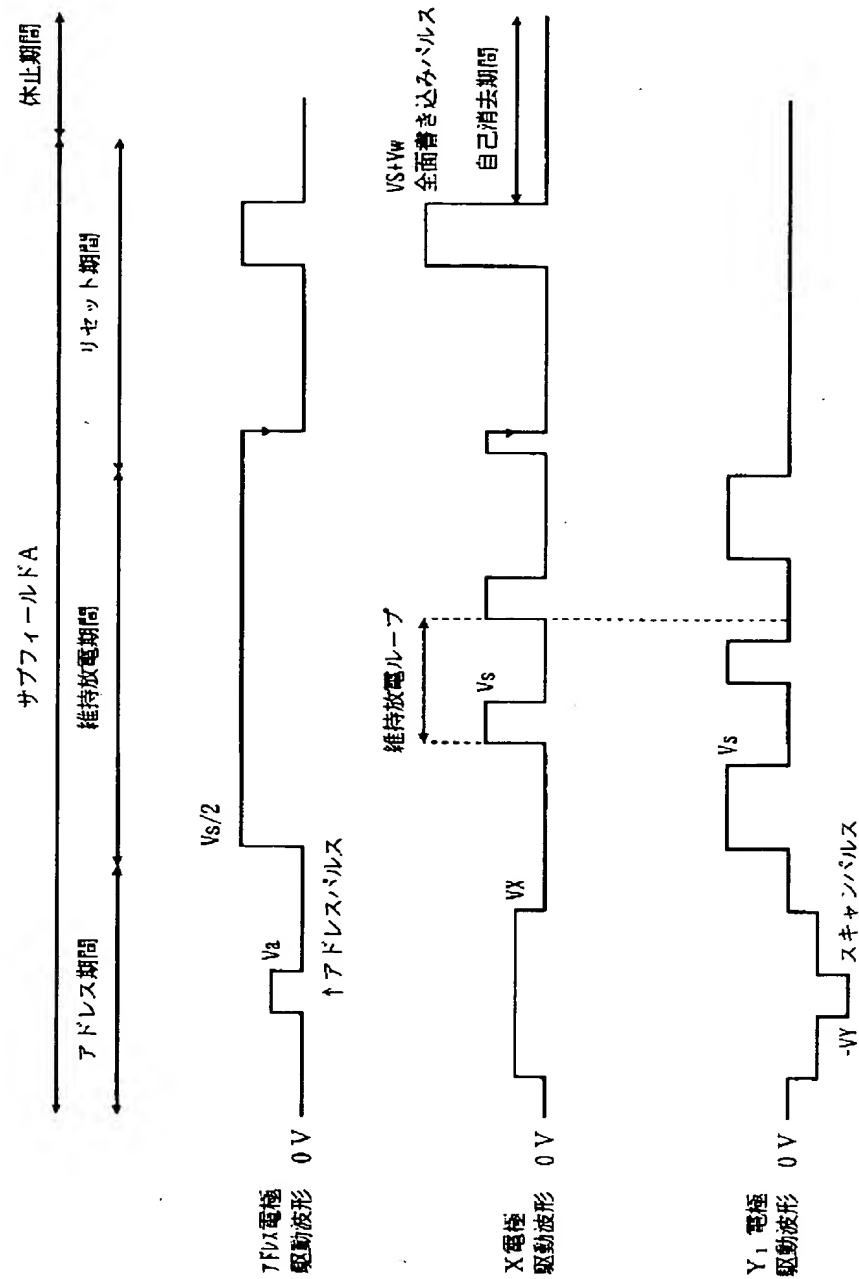 サブフィールドA
休止期間
アドレス期間
維持放電期間
リセット期間
アドレス電極
駆動波形
0 V
Va
↑アドレスパルス
Vs/2
X電極
駆動波形
0 V
VX
維持放電ループ
Vs
VS+Vw
全面書き込みパルス
自己消去期間
Y₁ 電極
駆動波形
0 V
-VY
スキャンパルス
Vs